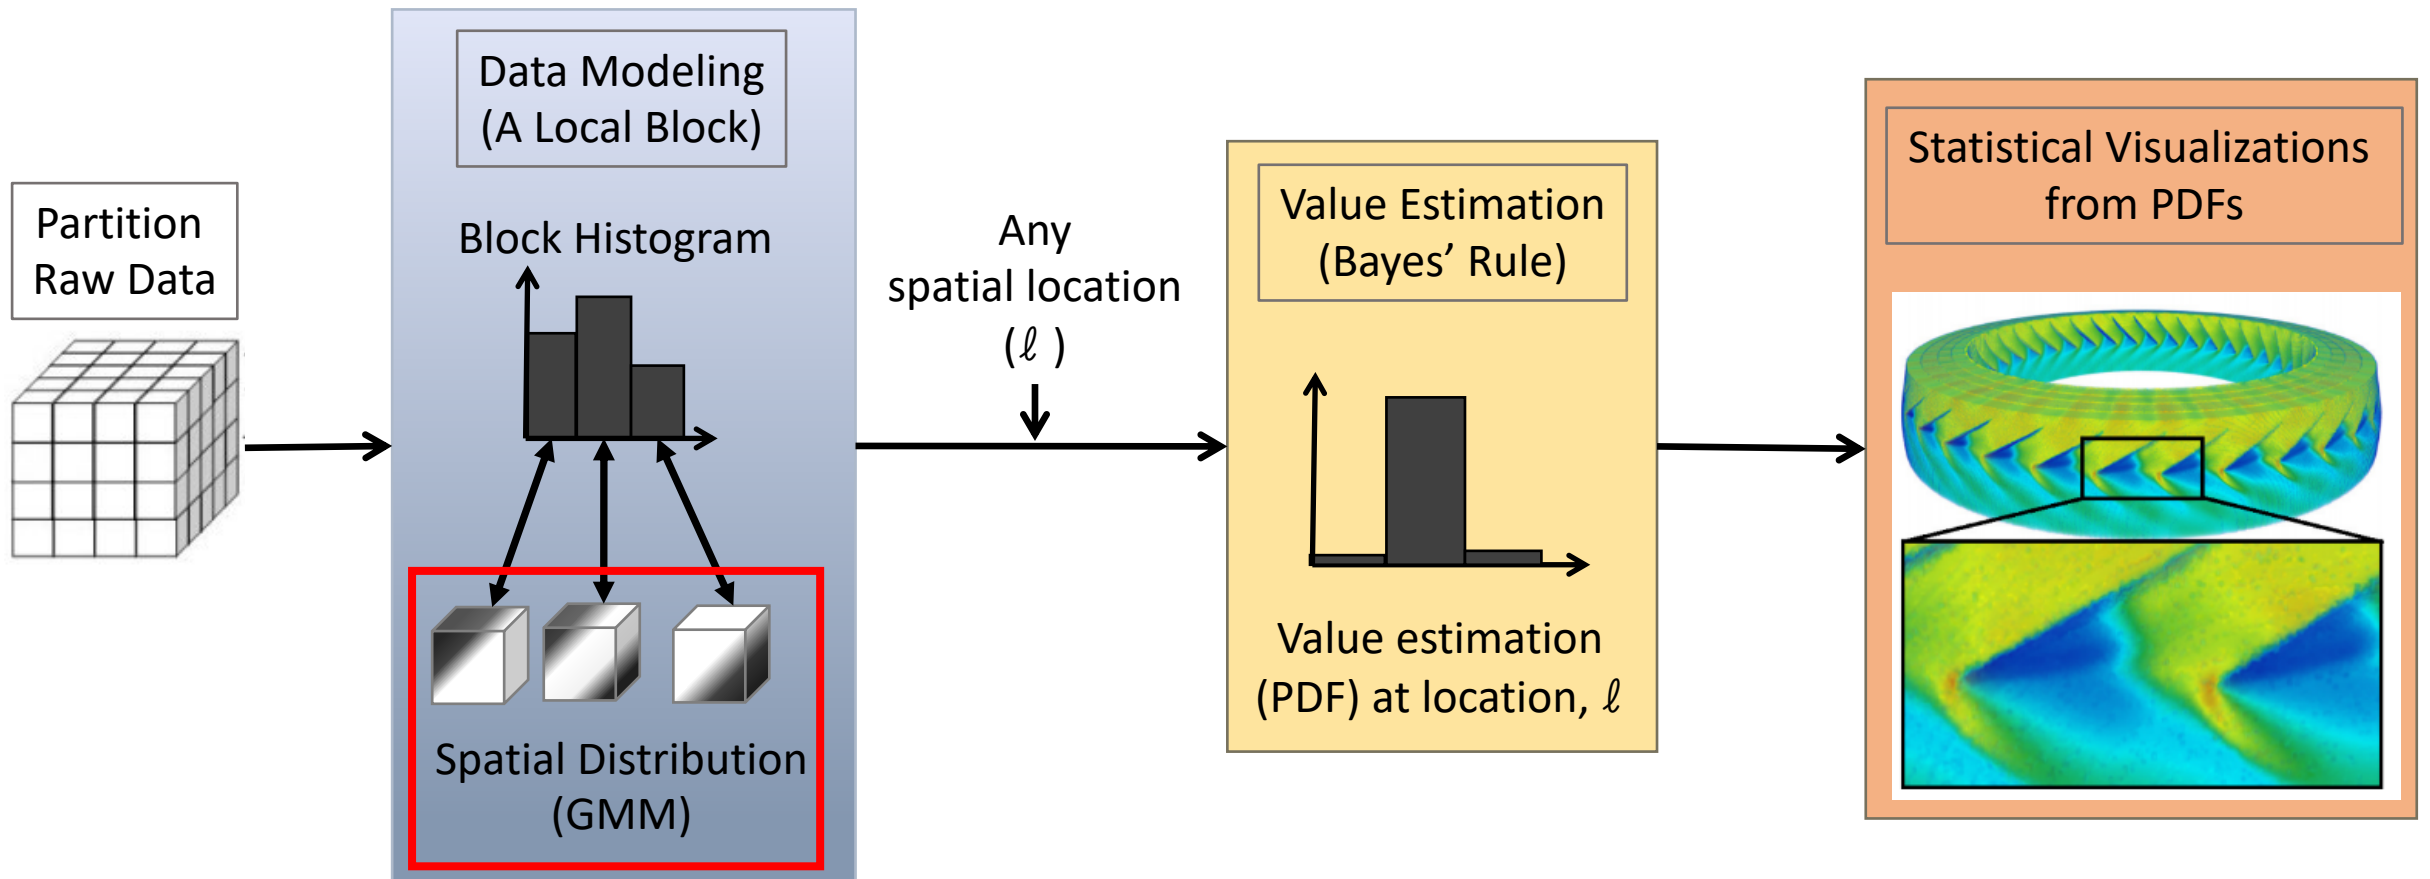 Partition
Raw Data
Data Modeling
(A Local Block)
Block Histogram
Spatial Distribution
(GMM)
Any
spatial location
(ℓ )
Value Estimation
(Bayes’ Rule)
Value estimation
(PDF) at location, ℓ
Statistical Visualizations
from PDFs